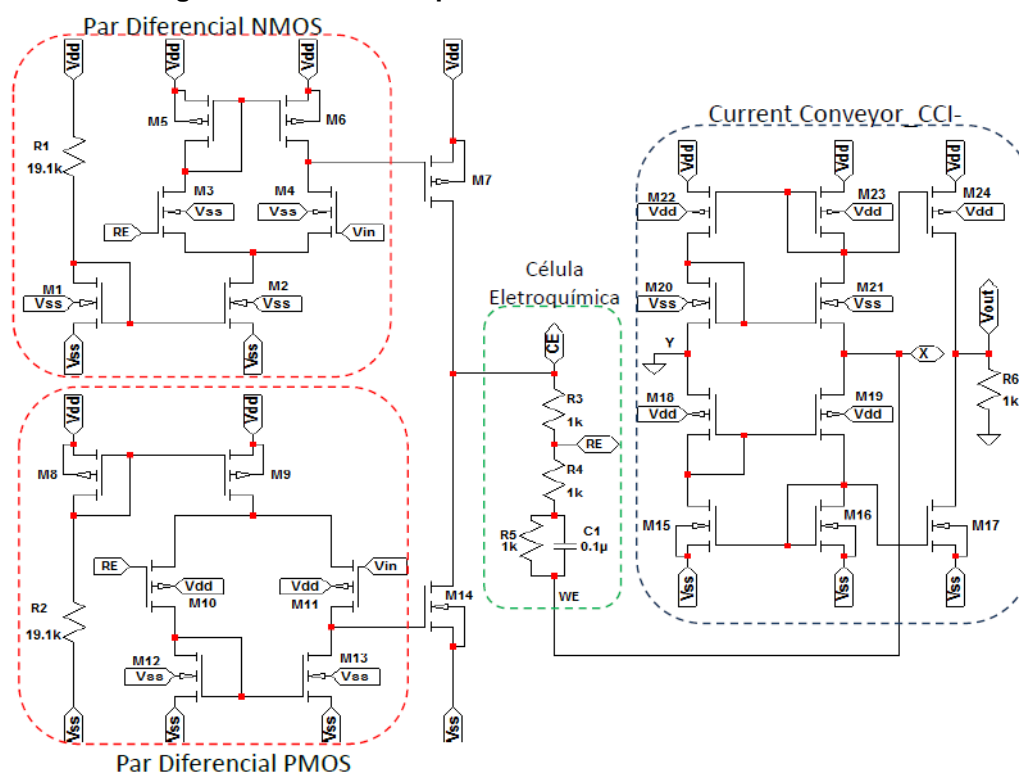 Par Diferencial NMOS
Vdd
Vdd
Vdd
Vdd
M5
M6
R1
19.1k
M3
Vss
M4
Vss
M7
RE
Vin
M1
Vss
M2
Vss
Vss
Vss
Vdd
Vdd
M8
M9
RE
Vdd
M10
Vdd
M11
Vin
R2
19.1k
M12
Vss
M13
Vss
M14
Vss
Vss
Vss
Vss
Par Diferencial PMOS
Célula
Eletroquímica
CE
R3
1k
RE
R4
1k
R5
1k
C1
0.1µ
WE
Current Conveyor_CCI-
Vdd
Vdd
Vdd
M22
Vdd
M23
Vdd
M24
Vdd
M20
Vss
M21
Vss
Y
X
Vout
R6
1k
M18
Vdd
M19
Vdd
M15
M16
M17
Vss
Vss
Vss